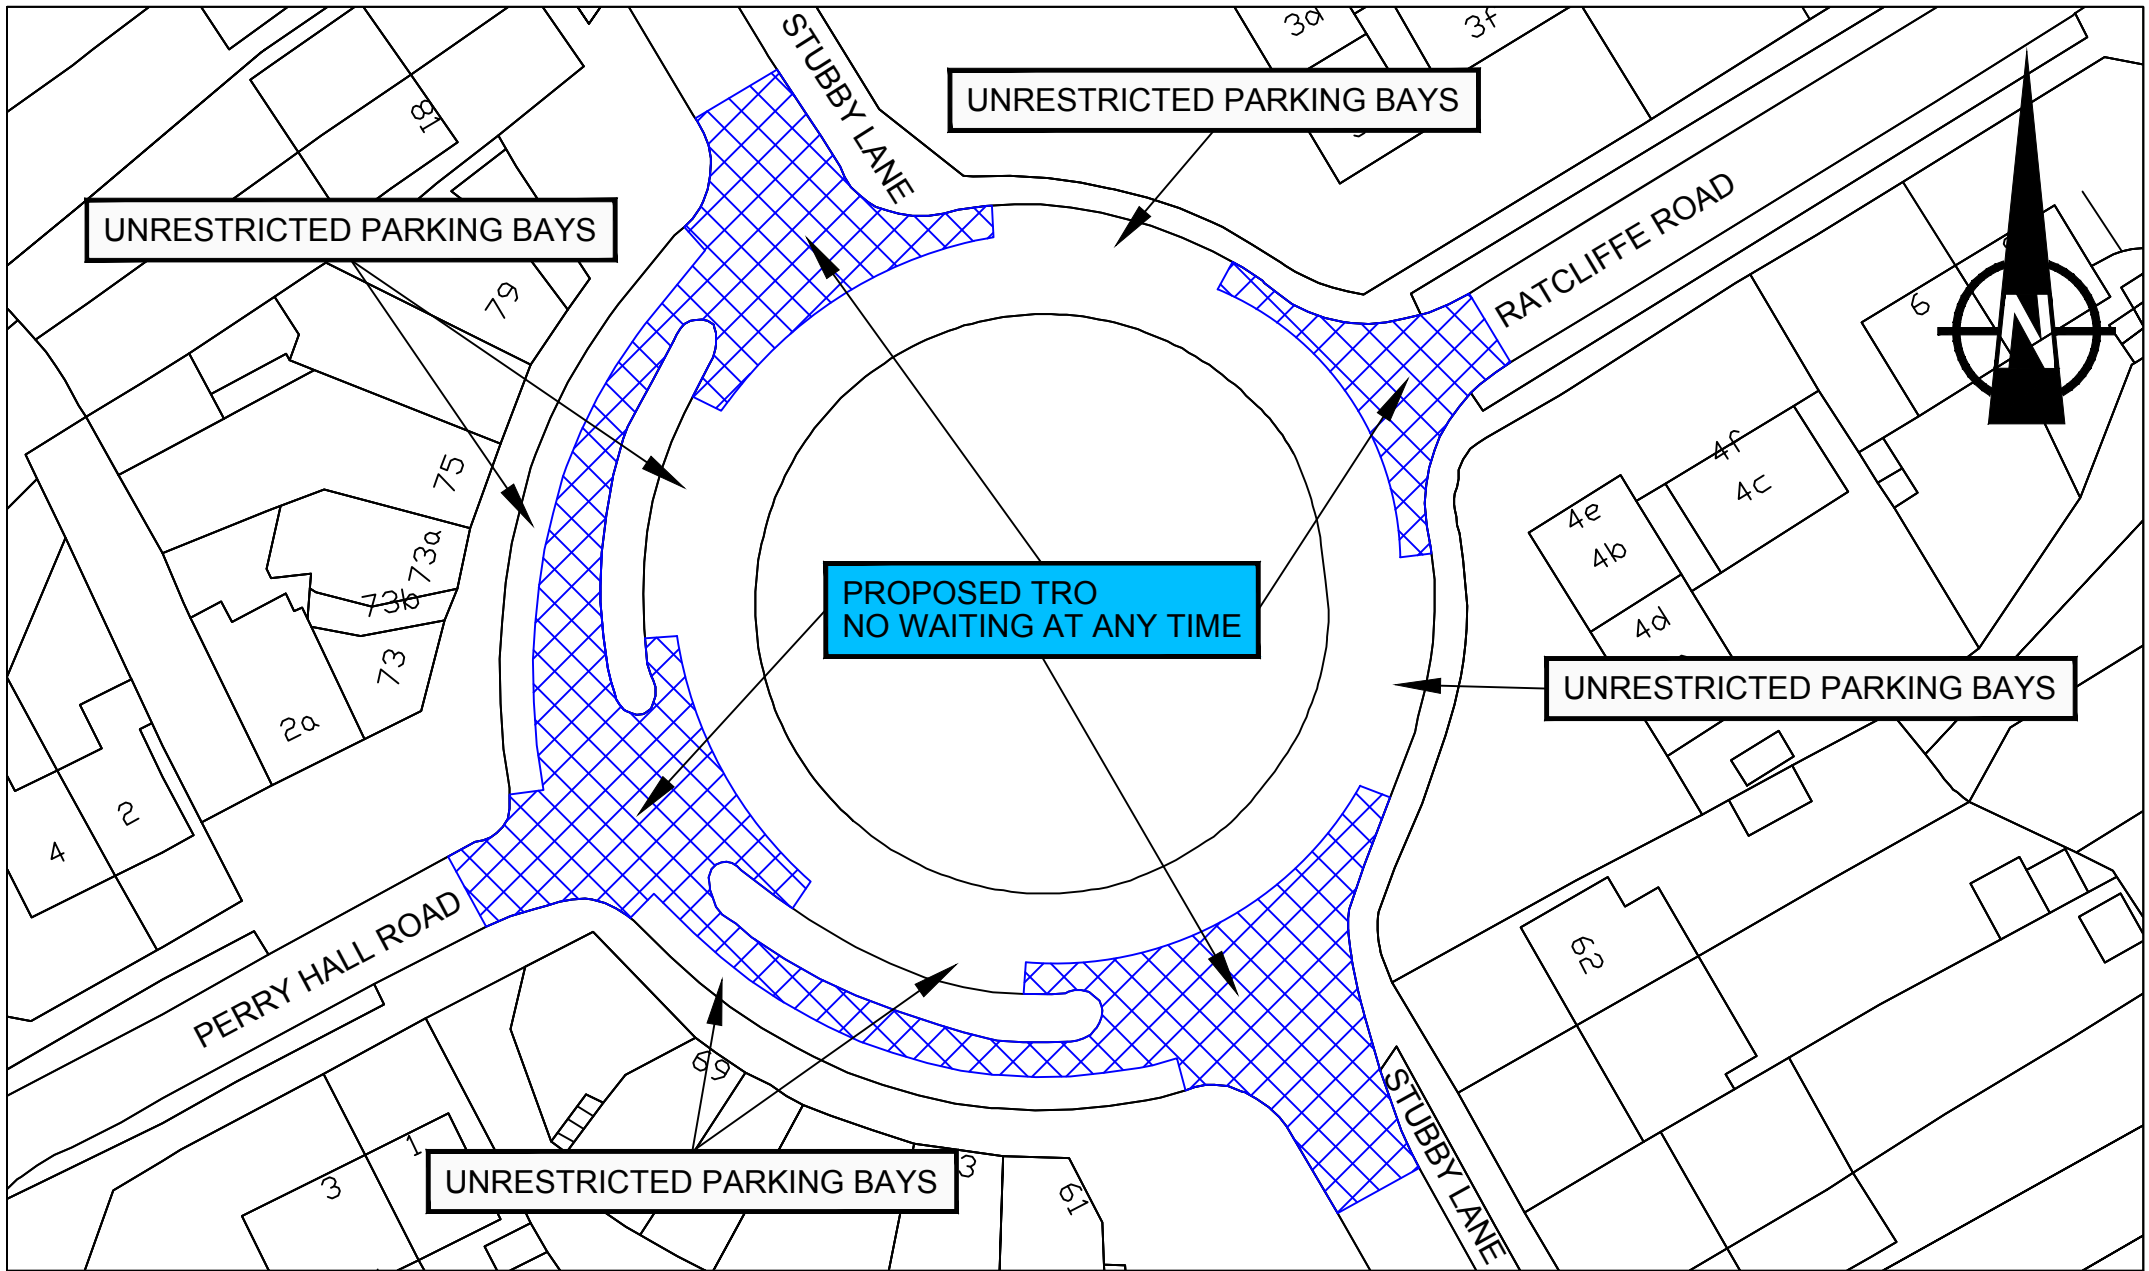 STUBBY LANE
3d
3f
UNRESTRICTED PARKING BAYS
81
RATCLIFFE ROAD
UNRESTRICTED PARKING BAYS
79
6
N
75
4f
4c
4e
4b
73a
73b
PROPOSED TRO
NO WAITING AT ANY TIME
4d
73
UNRESTRICTED PARKING BAYS
2a
2
4
PERRY HALL ROAD
62
69
STUBBY LANE
1
3
UNRESTRICTED PARKING BAYS
3
61